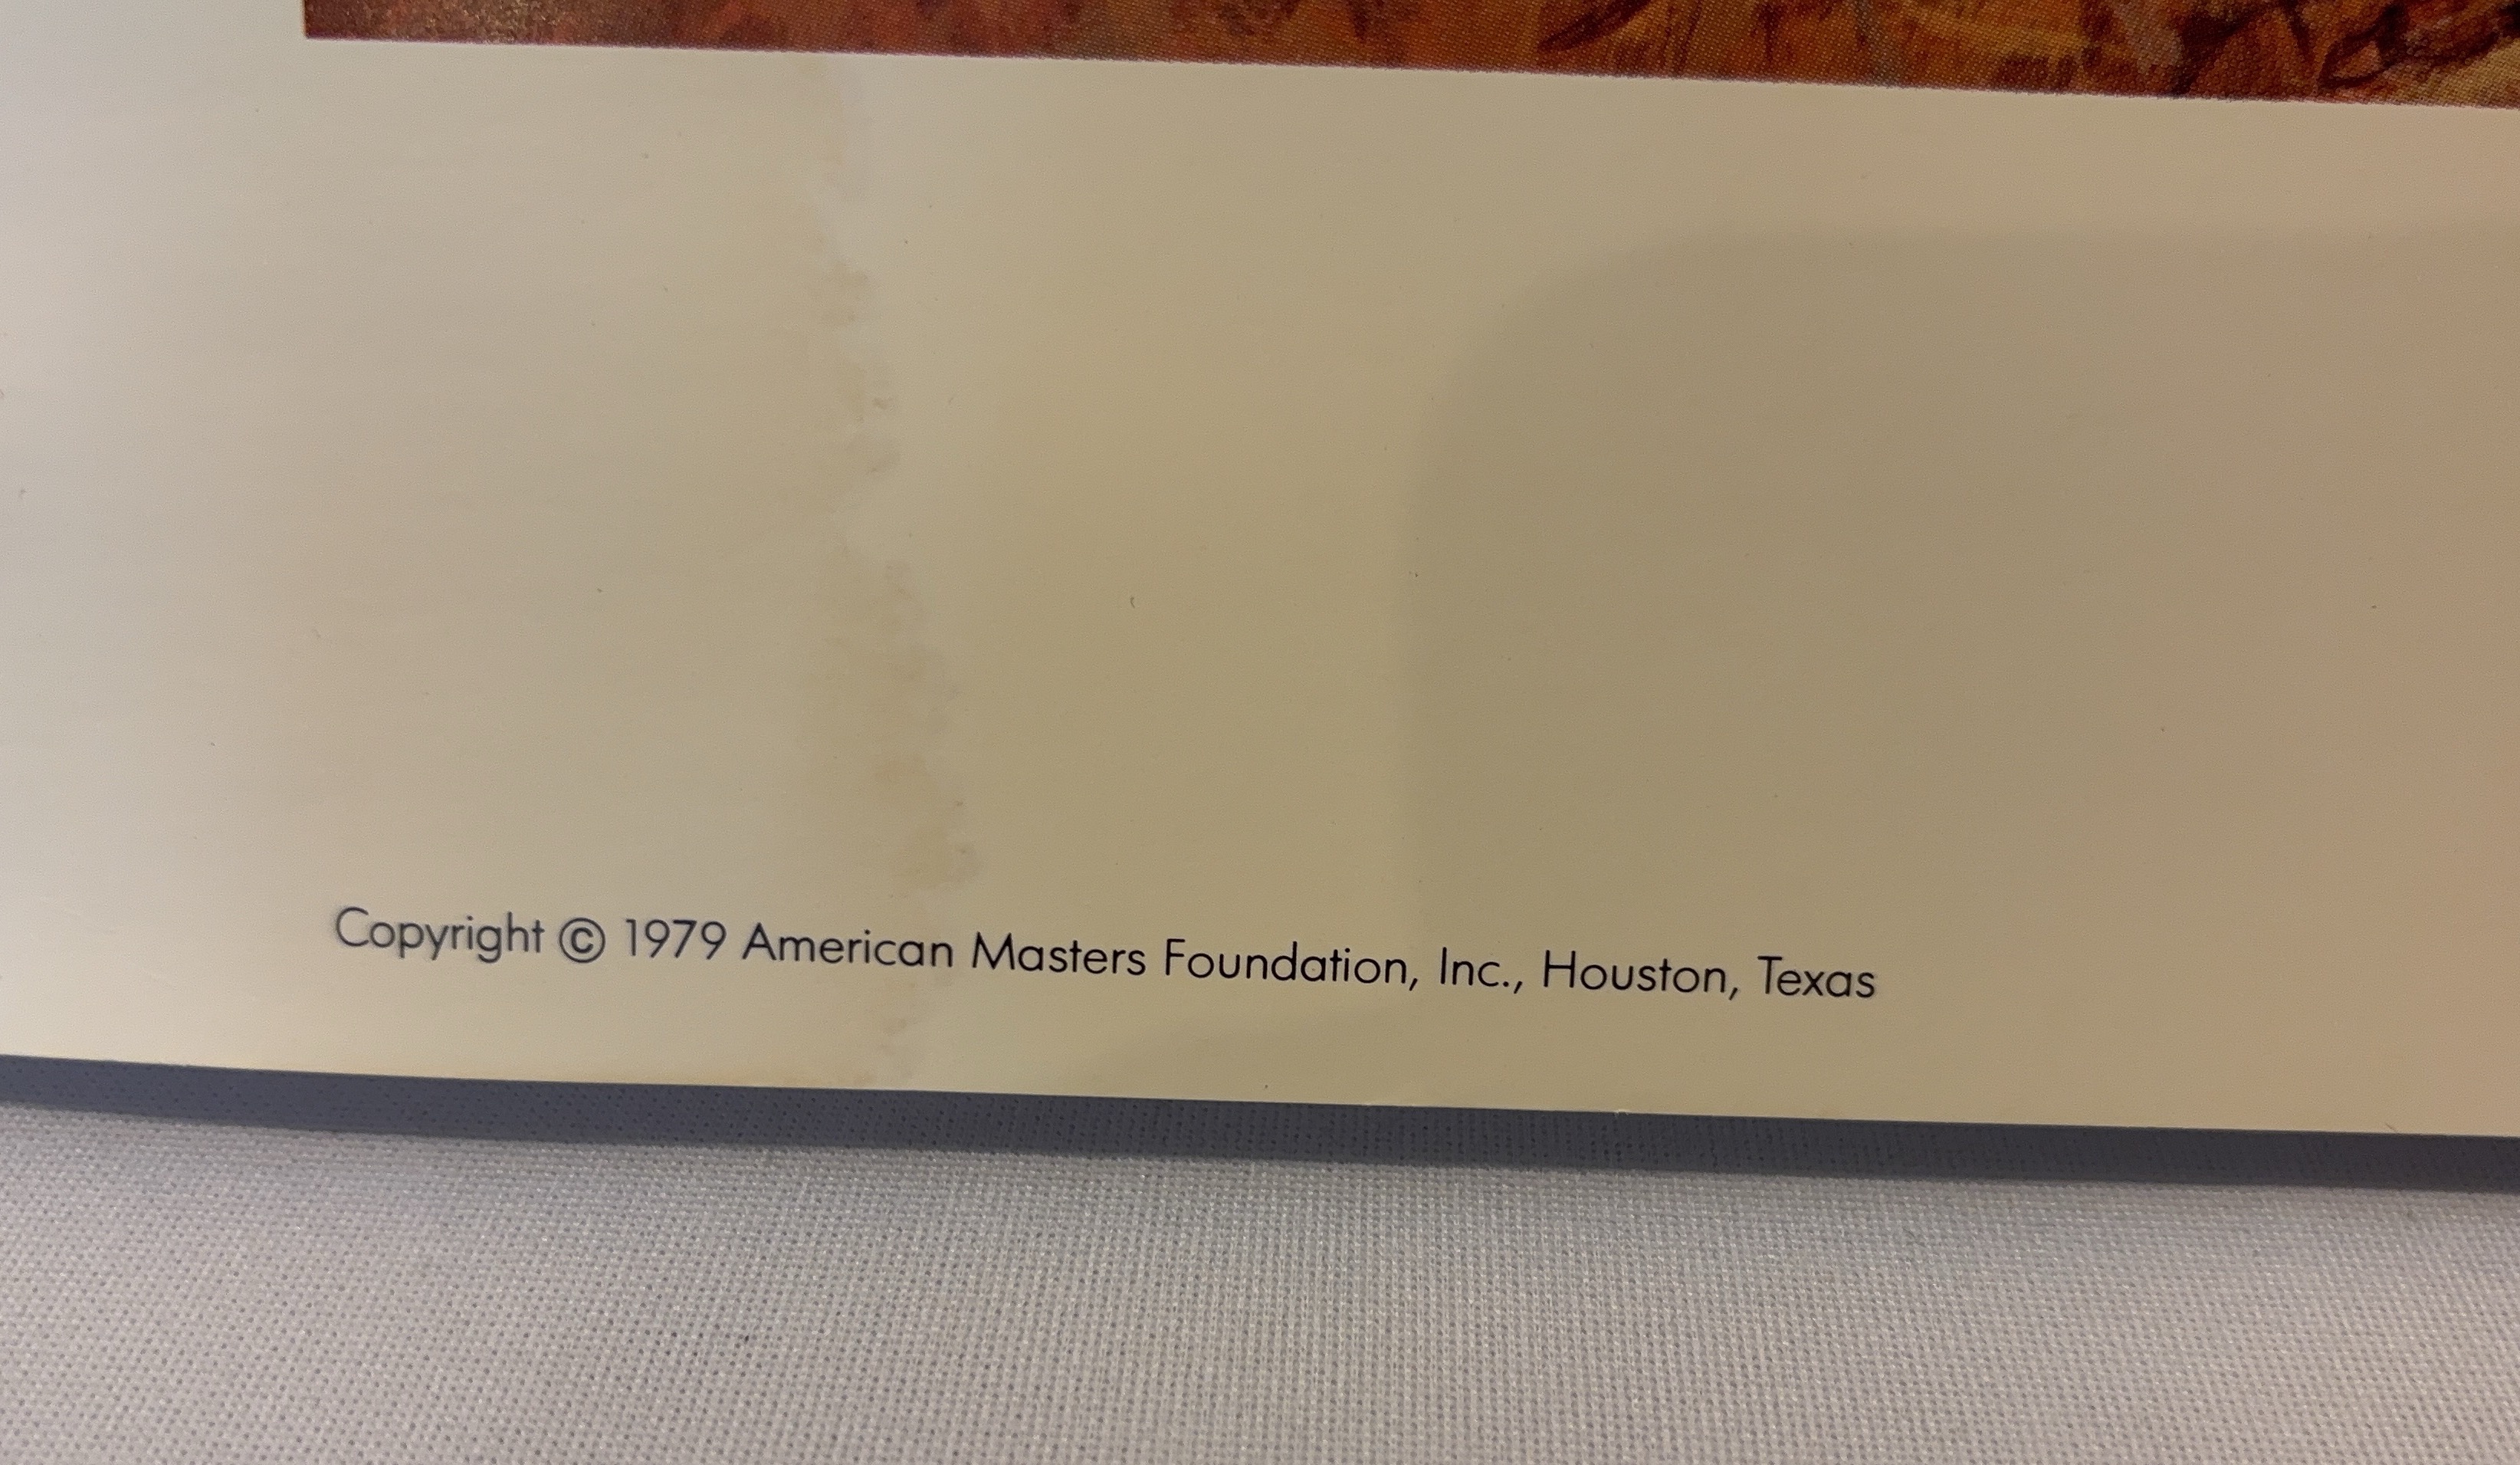 Copyright © 1979 American Masters Foundation, Inc., Houston, Texas